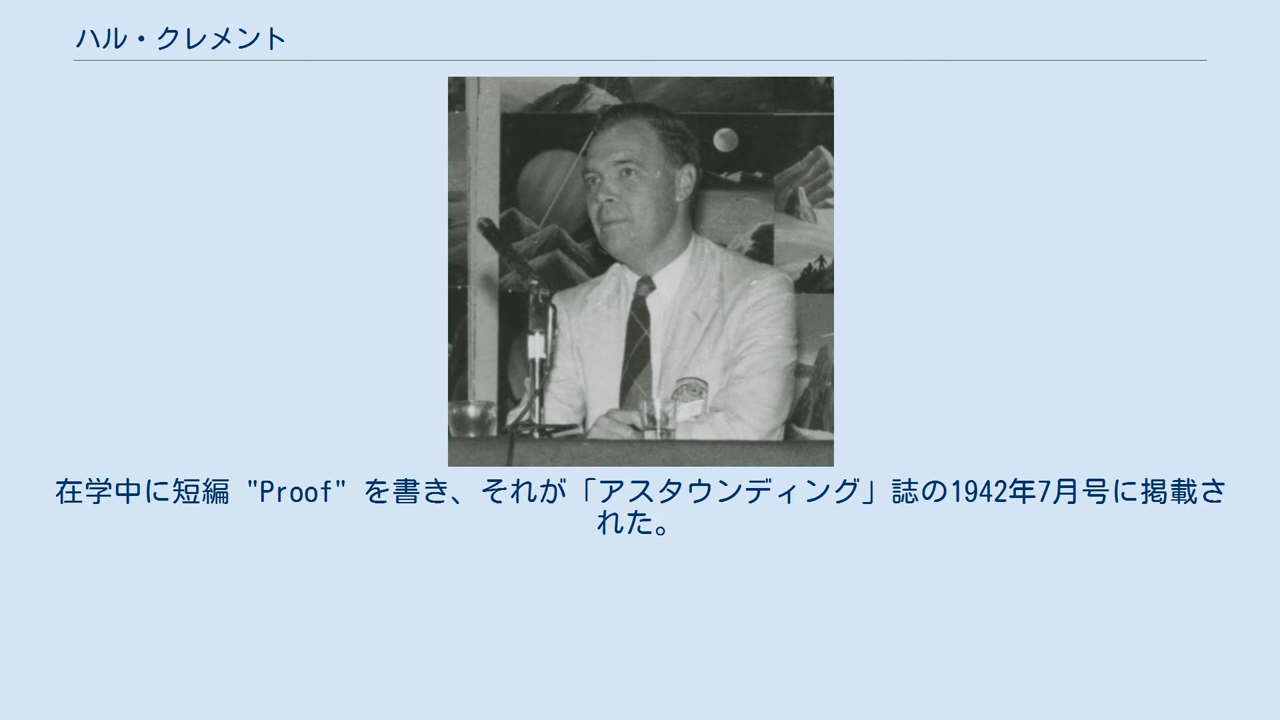 ハル・クレメント
在学中に短編 "Proof" を書き、それが「アスタウンディング」誌の1942年7月号に掲載さ
れた。